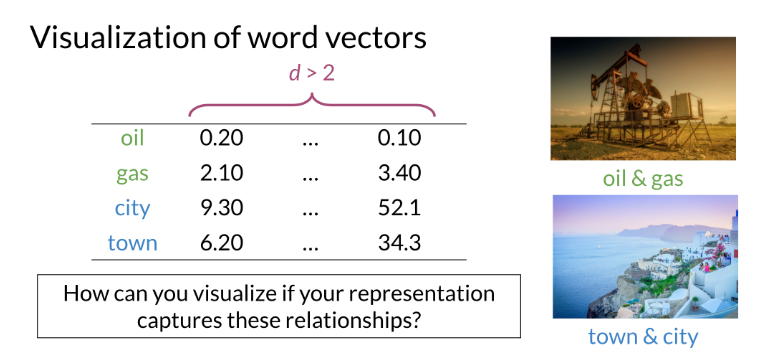 Visualization of word vectors
d > 2
oil 0.20 ... 0.10
gas 2.10 ... 3.40
city 9.30 ... 52.1
town 6.20 ... 34.3
How can you visualize if your representation
captures these relationships?
oil & gas
town & city